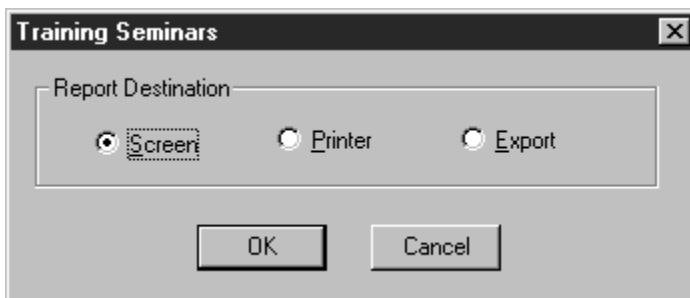 Training Seminars
Report Destination
Screen Printer Export
OK Cancel